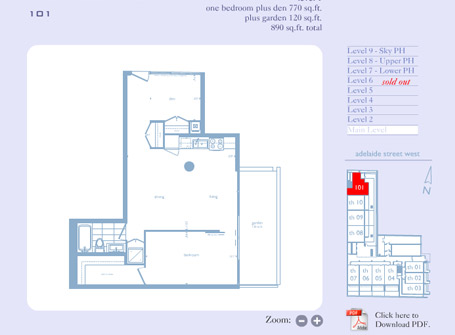 101
one bedroom plus den 770 sq.ft.
plus garden 120 sq.ft.
890 sq.ft. total
Level 9 - Sky PH
Level 8 - Upper PH
Level 7 - Lower PH
Level 6 sold out
Level 5
Level 4
Level 3
Level 2
Main Level
adelaide street west
N
101
th 10
th 09
th 08
th 07
th 06
th 05
th 04
th 01
th 02
th 03
den
dining
living
garden
bedroom
Zoom:
PDF
Click here to
Download PDF.